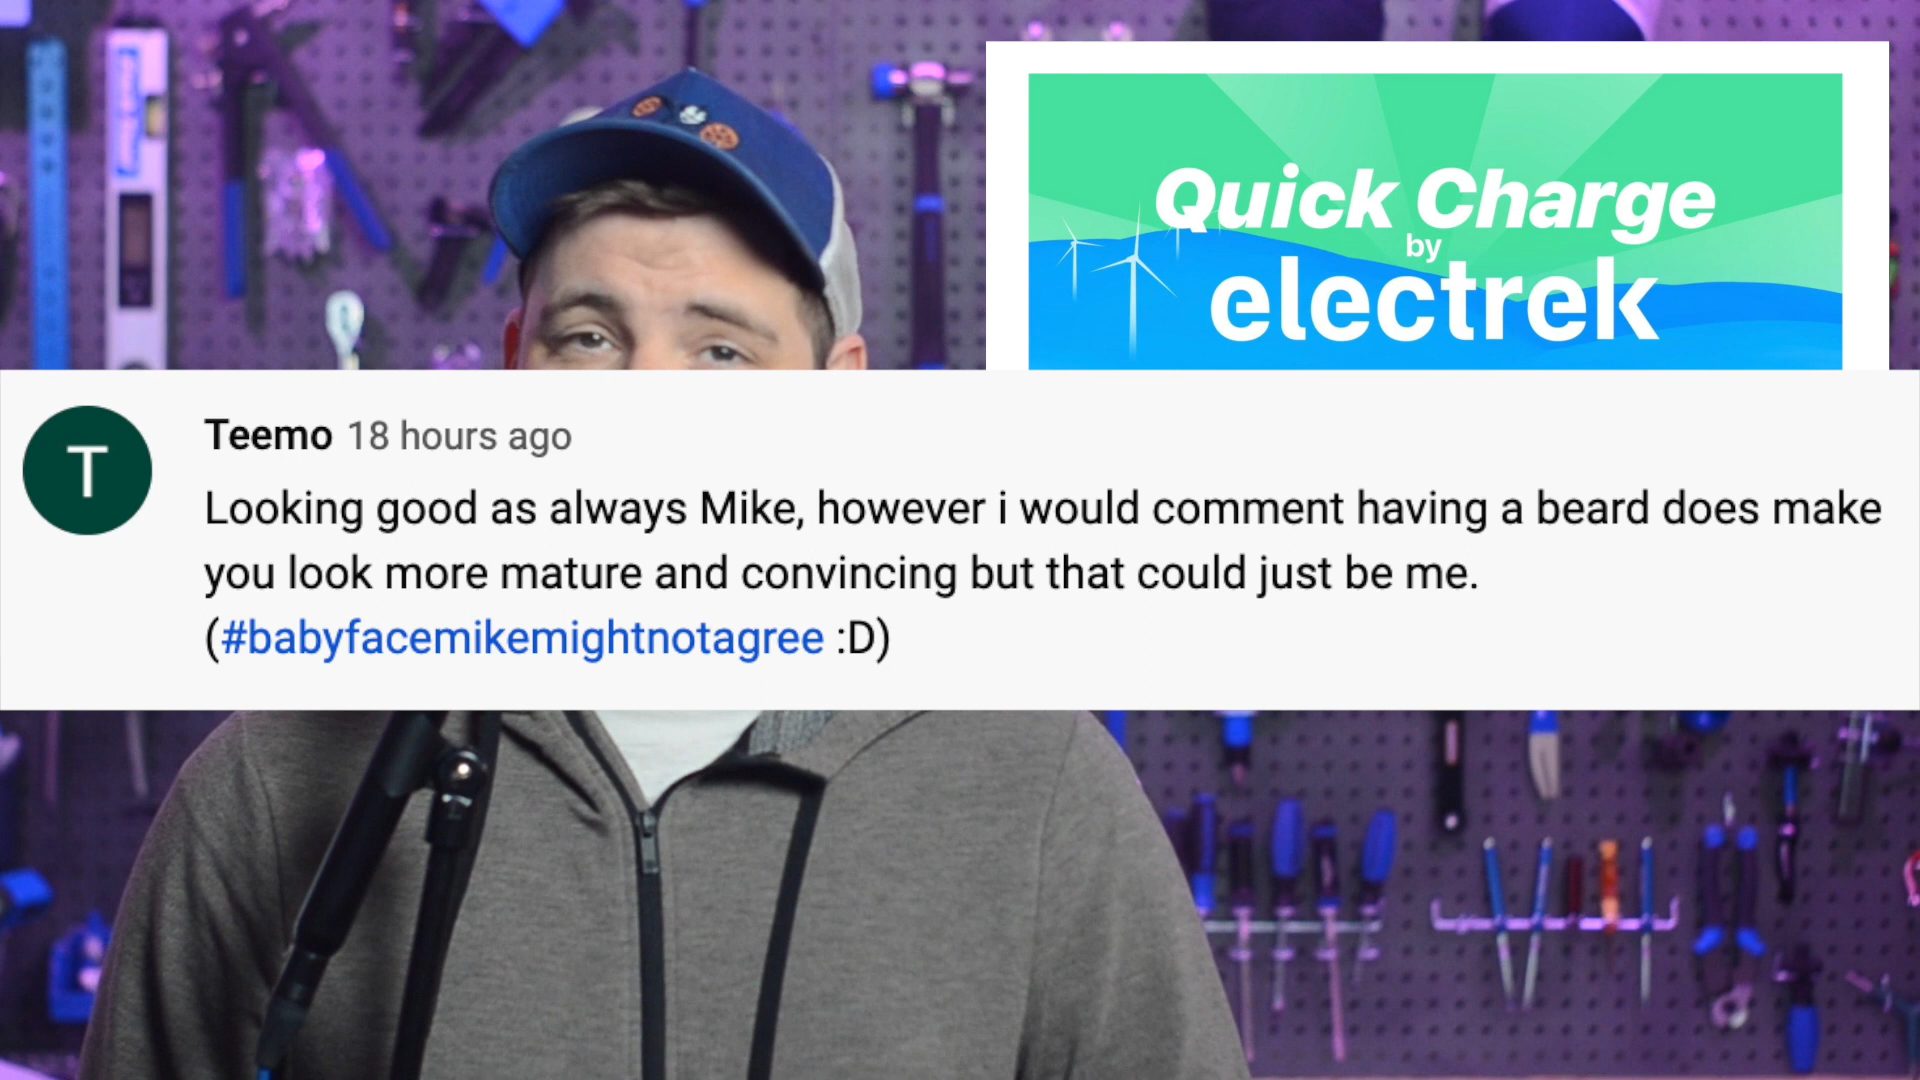 Quick Charge
by
electrek
T
Teemo 18 hours ago
Looking good as always Mike, however i would comment having a beard does make
you look more mature and convincing but that could just be me.
(#babyfacemikemightnotagree :D)